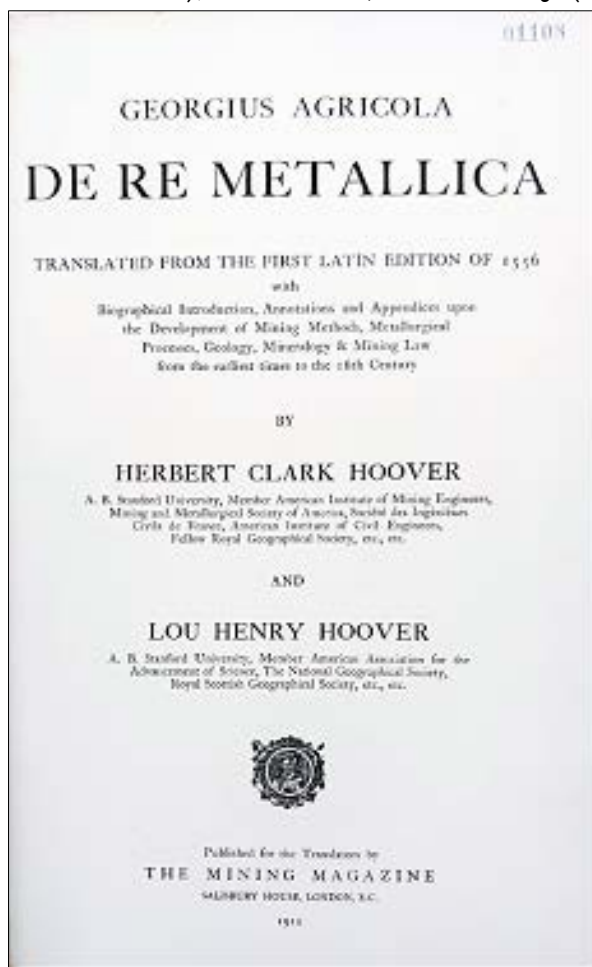 01108
GEORGIUS AGRICOLA
DE RE METALLICA
TRANSLATED FROM THE FIRST LATIN EDITION OF 1556
with
Biographical Introduction, Annotations and Appendices upon
the Development of Mining Methods, Metallurgical
Processes, Geology, Mineralogy & Mining Law
from the earliest times to the 16th Century
BY
HERBERT CLARK HOOVER
A. B. Stanford University, Member American Institute of Mining Engineers,
Mining and Metallurgical Society of America, Société des Ingénieurs
Civils de France, American Institute of Civil Engineers,
Fellow Royal Geographical Society, etc., etc.
AND
LOU HENRY HOOVER
A. B. Stanford University, Member American Association for the
Advancement of Science, The National Geographical Society,
Royal Scottish Geographical Society, etc., etc.
Published for the Translators by
THE MINING MAGAZINE
SALISBURY HOUSE, LONDON, E.C.